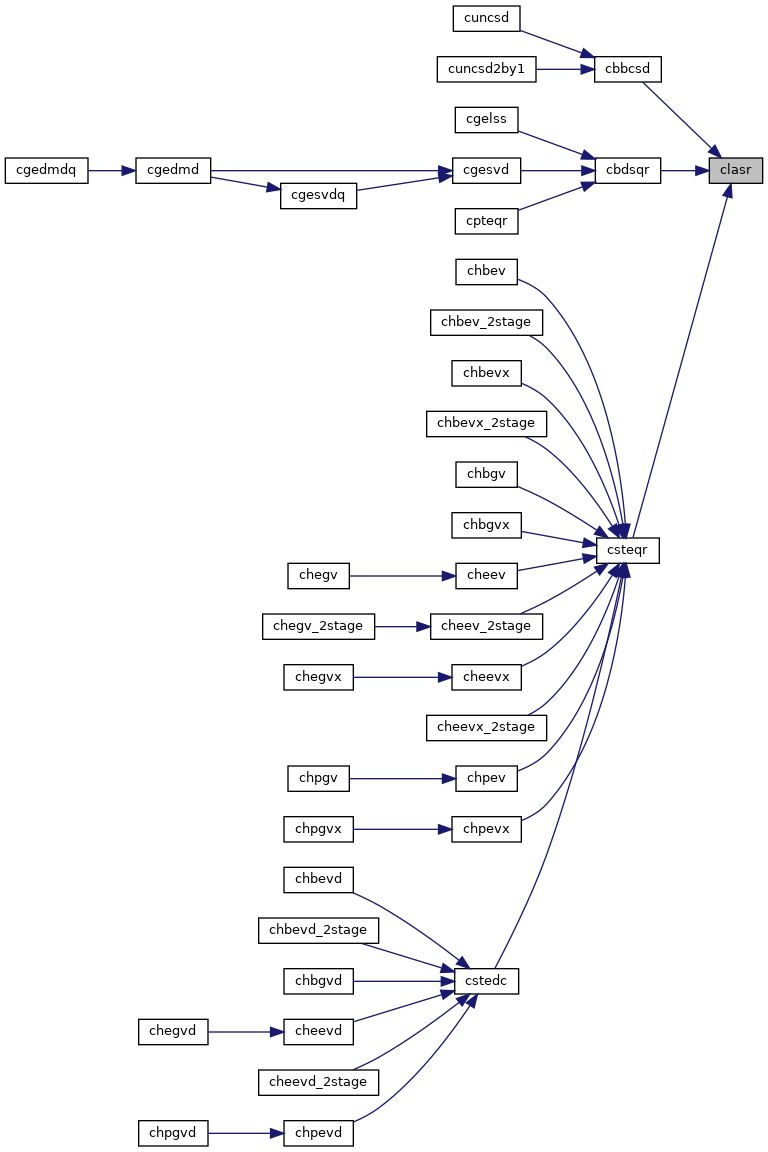 cuncsd
cuncsd2by1
cbbcsd
cgelss
cgedmdq
cgedmd
cgesvd
cbdsqr
clasr
cgesvdq
cpteqr
chbev
chbev_2stage
chbevx
chbevx_2stage
chbgv
chbgvx
csteqr
chegv
cheev
chegv_2stage
cheev_2stage
chegvx
cheevx
cheevx_2stage
chpgv
chpev
chpgvx
chpevx
chbevd
chbevd_2stage
chbgvd
cstedc
chegvd
cheevd
cheevd_2stage
chpgvd
chpevd